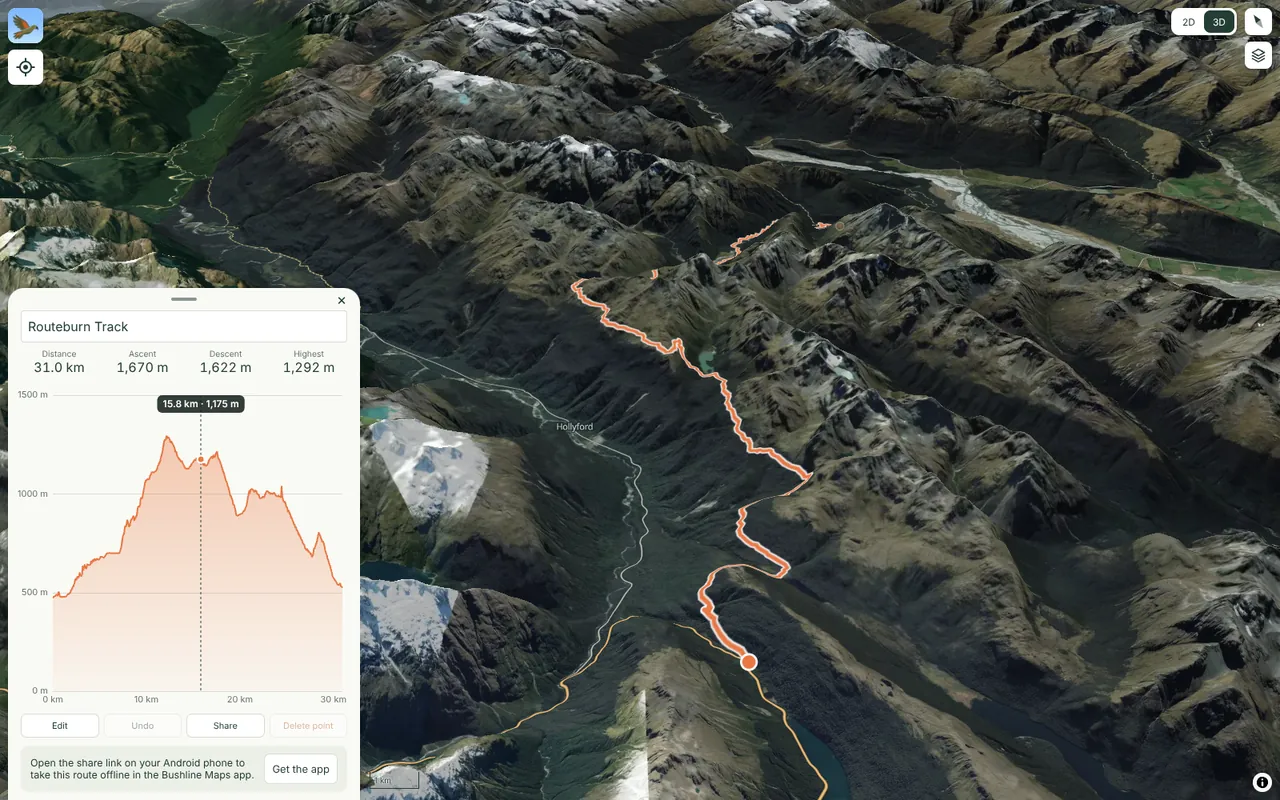 2D 3D
Routeburn Track
Distance Ascent Descent Highest
31.0 km 1,670 m 1,622 m 1,292 m
1500 m
15.8 km · 1,175 m
1000 m
500 m
0 m
0 km 10 km 20 km 30 km
Edit Undo Share Delete point
Open the share link on your Android phone to
take this route offline in the Bushline Maps app.
Get the app
Hollyford
km